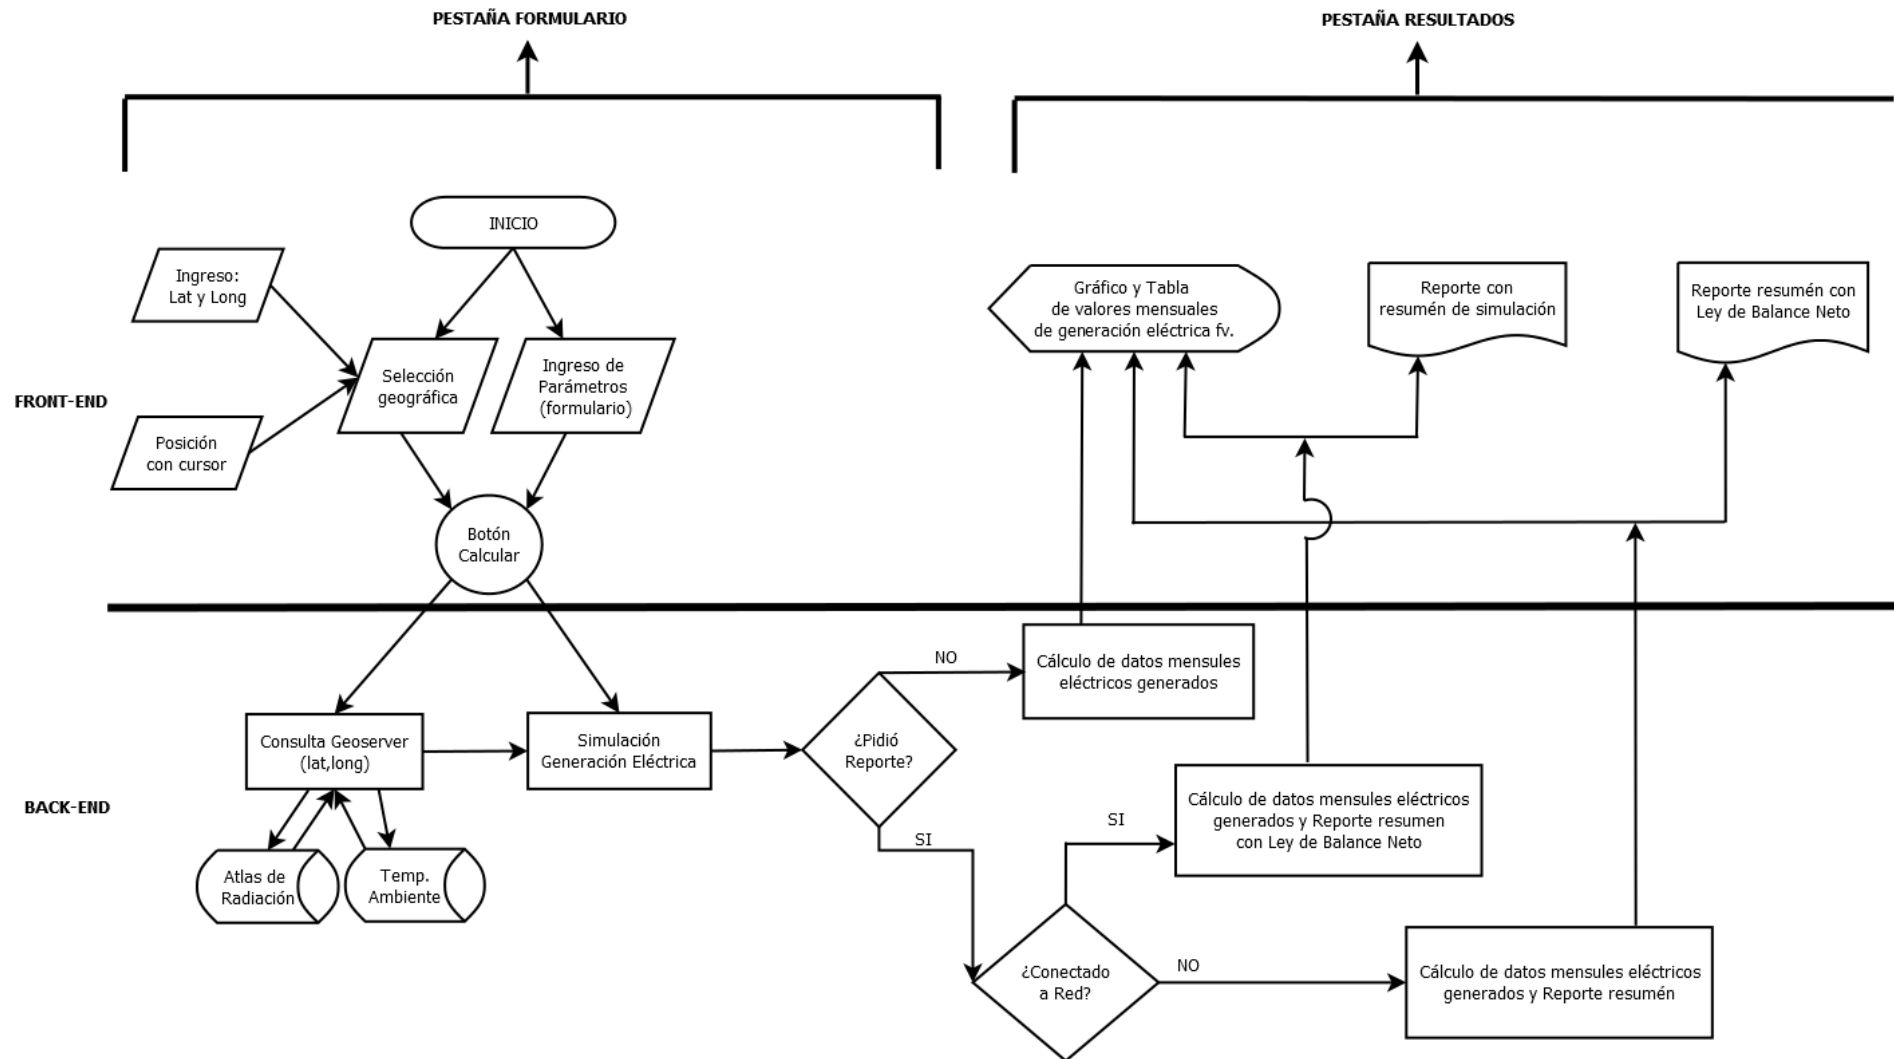 PESTAÑA FORMULARIO
PESTAÑA RESULTADOS
INICIO
Ingreso:
Lat y Long
Selección
geográfica
Ingreso de
Parámetros
(formulario)
Posición
con cursor
FRONT-END
Botón
Calcular
Gráfico y Tabla
de valores mensuales
de generación eléctrica fv.
Reporte con
resumén de simulación
Reporte resumén con
Ley de Balance Neto
BACK-END
Consulta Geoserver
(lat,long)
Simulación
Generación Eléctrica
Atlas de
Radiación
Temp.
Ambiente
¿Pidió
Reporte?
NO
Cálculo de datos mensules
eléctricos generados
SI
SI
Cálculo de datos mensules eléctricos
generados y Reporte resumen
con Ley de Balance Neto
¿Conectado
a Red?
NO
Cálculo de datos mensules eléctricos
generados y Reporte resumén